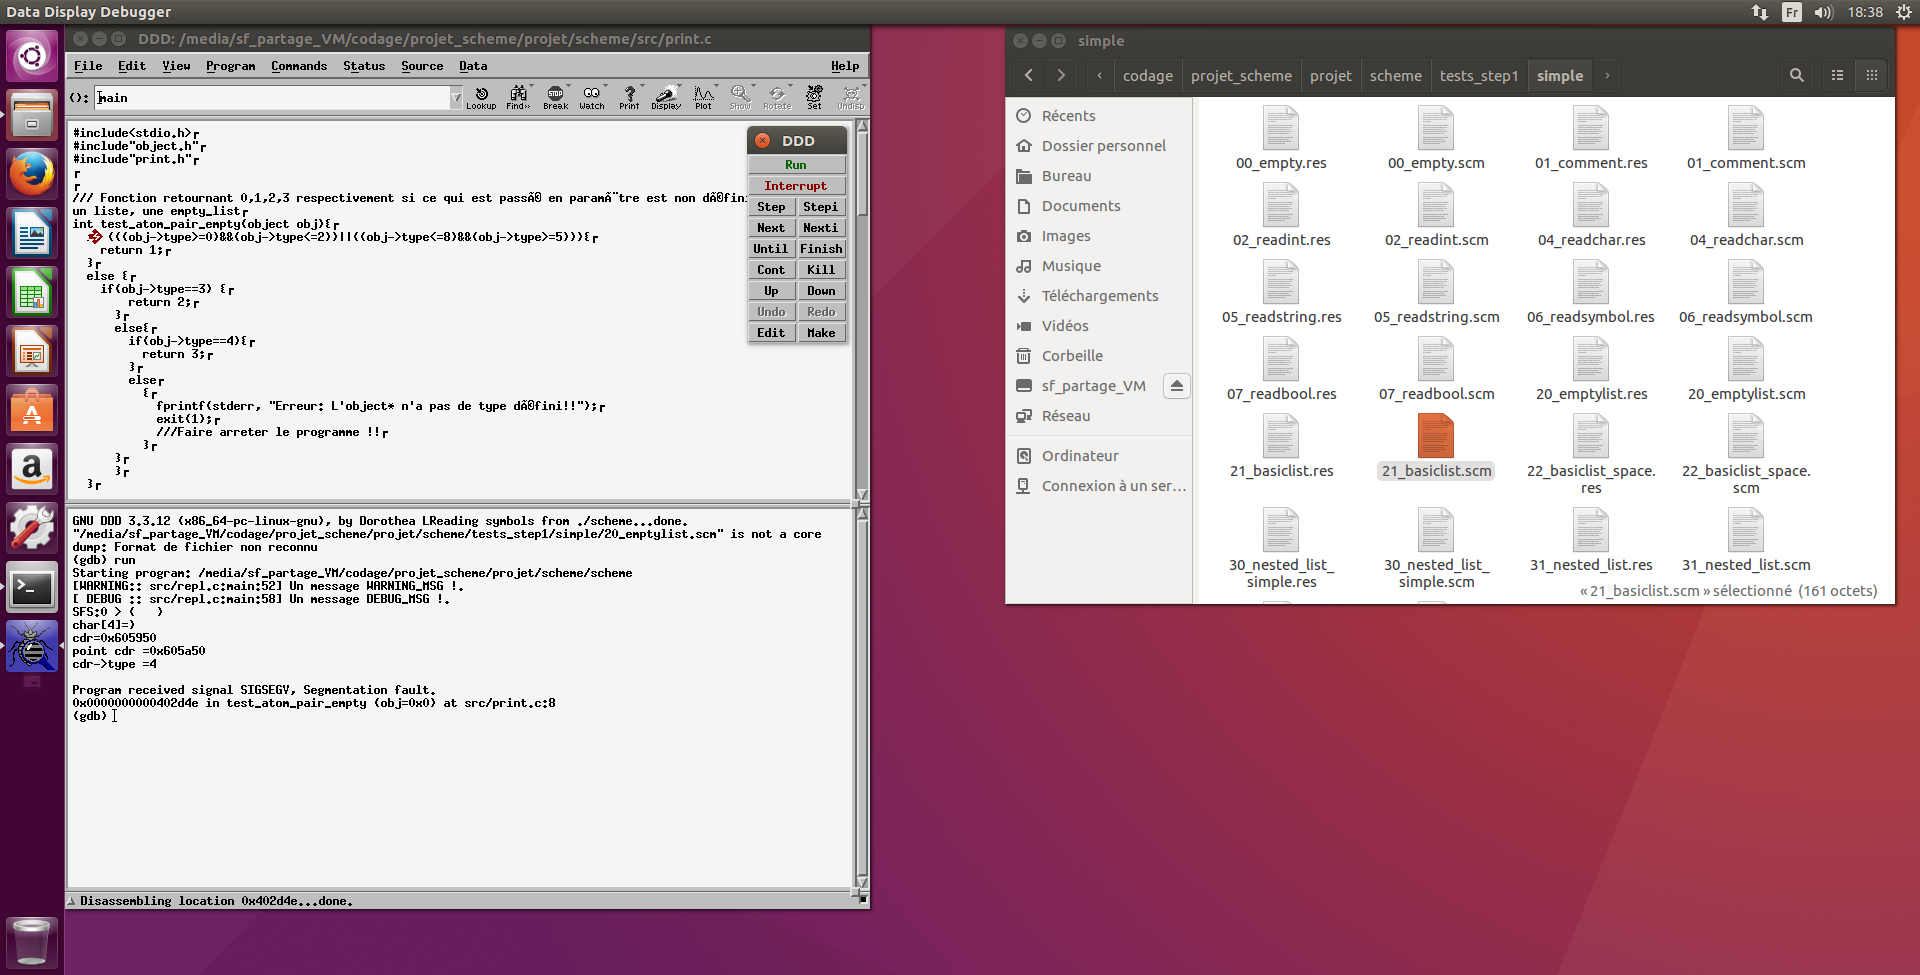 Data Display Debugger
Fr
18:38
DDD: /media/sf_partage_VM/codage/projet_scheme/projet/scheme/src/print.c
File Edit View Program Commands Status Source Data Help
(): main
Lookup Find>> Break Watch Print Display Plot Show Rotate Set Undisp
#include<stdio.h>┌
#include"object.h"┌
#include"print.h"┌
┌
┌
/// Fonction retournant 0,1,2,3 respectivement si ce qui est passÃ© en paramÃ¨tre est non dÃ©fini
un liste, une empty_list┌
int test_atom_pair_empty(object obj){┌
(((obj->type>=0)&&(obj->type<=2))||((obj->type<=8)&&(obj->type>=5))){┌
return 1;┌
}┌
else {┌
if(obj->type==3) {┌
return 2;┌
}┌
else{┌
if(obj->type==4){┌
return 3;┌
}┌
else┌
{┌
fprintf(stderr, "Erreur: L'object* n'a pas de type dÃ©fini!!");┌
exit(1);┌
///Faire arreter le programme !!┌
}┌
}┌
}┌
}┌
DDD
Run
Interrupt
Step Stepi
Next Nexti
Until Finish
Cont Kill
Up Down
Undo Redo
Edit Make
GNU DDD 3.3.12 (x86_64-pc-linux-gnu), by Dorothea LReading symbols from ./scheme...done.
"/media/sf_partage_VM/codage/projet_scheme/projet/scheme/tests_step1/simple/20_emptylist.scm" is not a core
dump: Format de fichier non reconnu
(gdb) run
Starting program: /media/sf_partage_VM/codage/projet_scheme/projet/scheme/scheme
[WARNING:: src/repl.c:main:52] Un message WARNING_MSG !.
[ DEBUG :: src/repl.c:main:58] Un message DEBUG_MSG !.
SFS:0 > (   )
char[4]=)
cdr=0x605950
point cdr =0x605a50
cdr->type =4
Program received signal SIGSEGV, Segmentation fault.
0x0000000000402d4e in test_atom_pair_empty (obj=0x0) at src/print.c:8
(gdb)
Disassembling location 0x402d4e...done.
simple
codage projet_scheme projet scheme tests_step1 simple
Récents
Dossier personnel
Bureau
Documents
Images
Musique
Téléchargements
Vidéos
Corbeille
sf_partage_VM
Réseau
Ordinateur
Connexion à un ser…
00_empty.res 00_empty.scm 01_comment.res 01_comment.scm
02_readint.res 02_readint.scm 04_readchar.res 04_readchar.scm
05_readstring.res 05_readstring.scm 06_readsymbol.res 06_readsymbol.scm
07_readbool.res 07_readbool.scm 20_emptylist.res 20_emptylist.scm
21_basiclist.res 21_basiclist.scm 22_basiclist_space.res 22_basiclist_space.scm
30_nested_list_simple.res 30_nested_list_simple.scm 31_nested_list.res 31_nested_list.scm
« 21_basiclist.scm » sélectionné (161 octets)